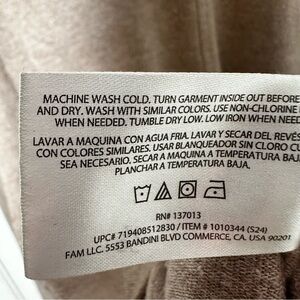 MACHINE WASH COLD. TURN GARMENT INSIDE OUT BEFORE
AND DRY. WASH WITH SIMILAR COLORS. USE NON-CHLORINE
WHEN NEEDED. TUMBLE DRY LOW. LOW IRON WHEN NEED
LAVAR A MAQUINA CON AGUA FRIA. LAVAR Y SECAR DEL REVÉS
CON COLORES SIMILARES. USAR BLANQUEADOR SIN CLORO CU
SEA NECESARIO. SECAR A MAQUINA A TEMPERATURA BAJA.
PLANCHAR A TEMPERATURA BAJA.
RN# 137013
UPC# 719408512830 / ITEM # 1010344 (S24)
FAM LLC. 5553 BANDINI BLVD COMMERCE, CA. USA 90201